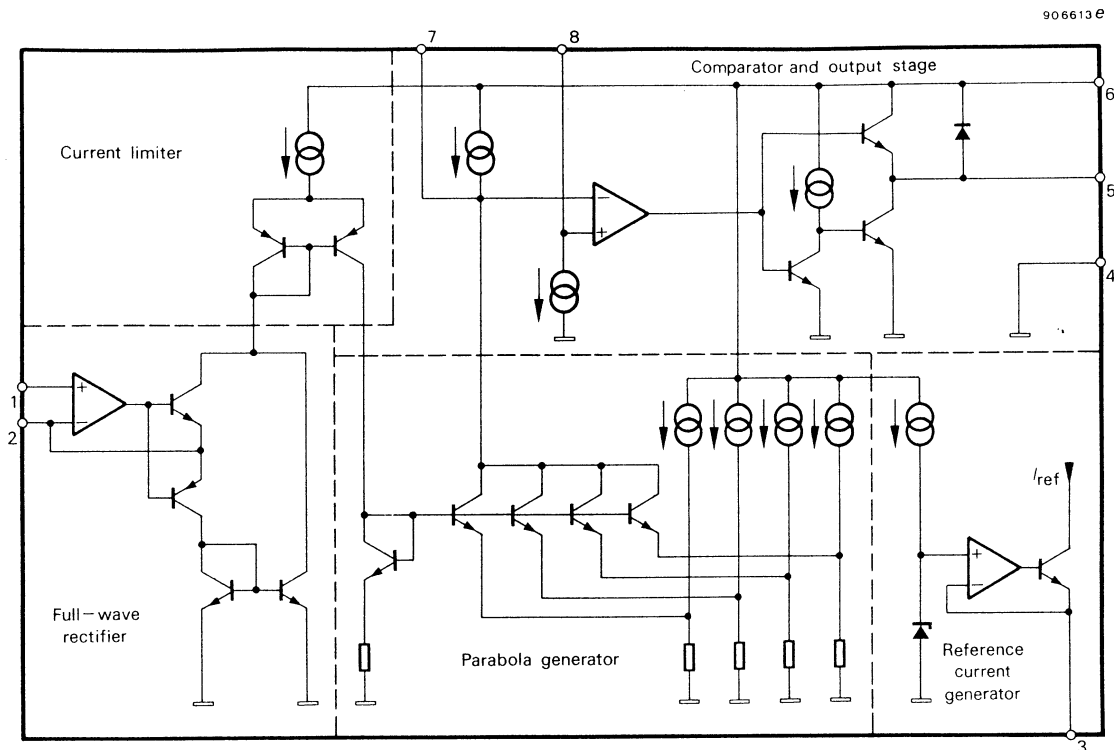 906613e
7
8
Comparator and output stage
6
Current limiter
5
4
+
−
+
−
1
2
Full–wave
rectifier
Parabola generator
Iref
+
−
Reference
current
generator
3